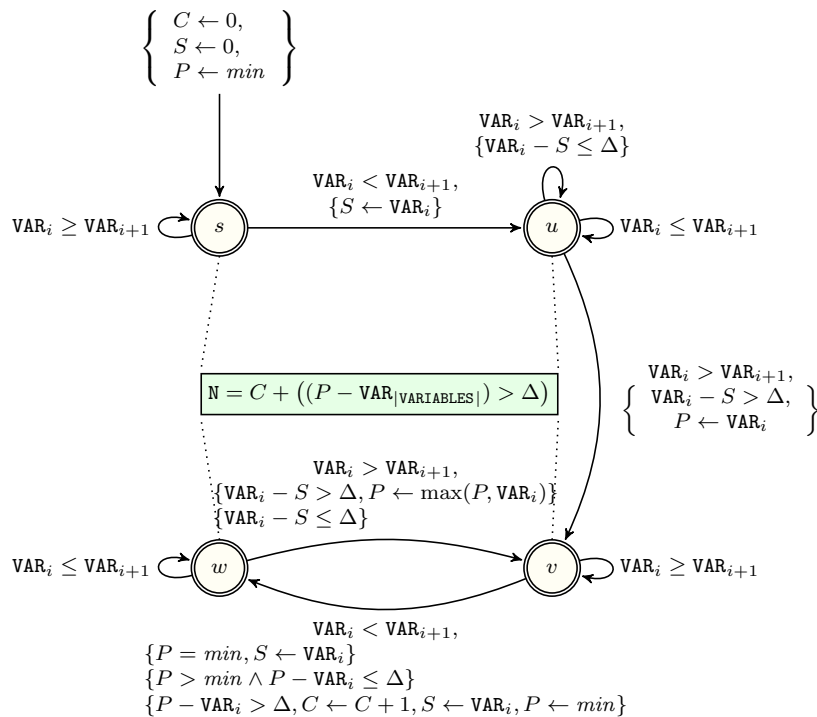 C ← 0,
S ← 0,
P ← min
VAR_i > VAR_{i+1},
{VAR_i − S ≤ Δ}
VAR_i < VAR_{i+1},
{S ← VAR_i}
VAR_i ≥ VAR_{i+1}
s
u
VAR_i ≤ VAR_{i+1}
VAR_i > VAR_{i+1},
VAR_i − S > Δ,
P ← VAR_i
N = C + ((P − VAR_{|VARIABLES|}) > Δ)
VAR_i > VAR_{i+1},
{VAR_i − S > Δ, P ← max(P, VAR_i)}
{VAR_i − S ≤ Δ}
VAR_i ≤ VAR_{i+1}
w
v
VAR_i ≥ VAR_{i+1}
VAR_i < VAR_{i+1},
{P = min, S ← VAR_i}
{P > min ∧ P − VAR_i ≤ Δ}
{P − VAR_i > Δ, C ← C + 1, S ← VAR_i, P ← min}